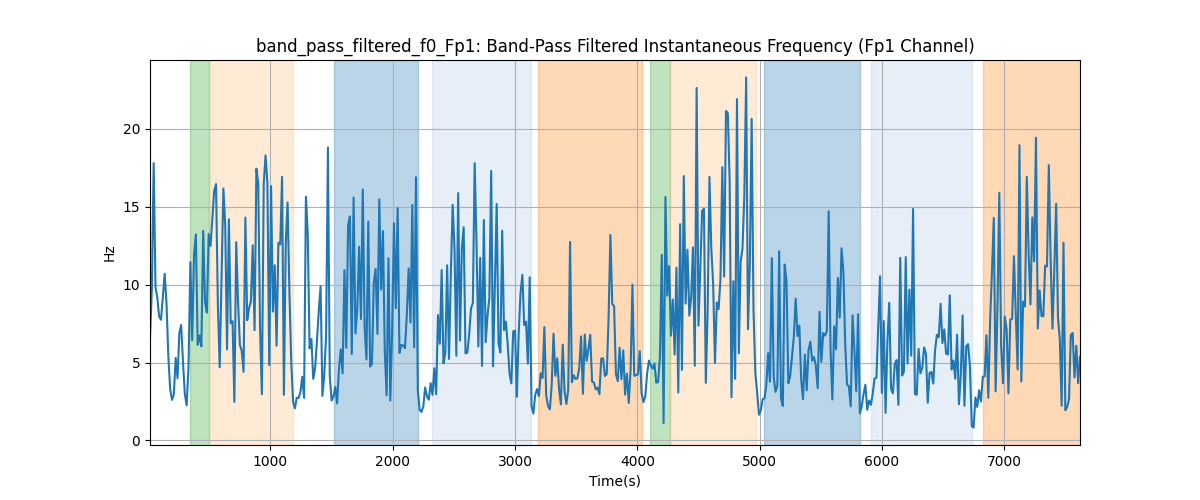 band_pass_filtered_f0_Fp1: Band-Pass Filtered Instantaneous Frequency (Fp1 Channel)
20
15
10
5
0
Hz
1000 2000 3000 4000 5000 6000 7000
Time(s)